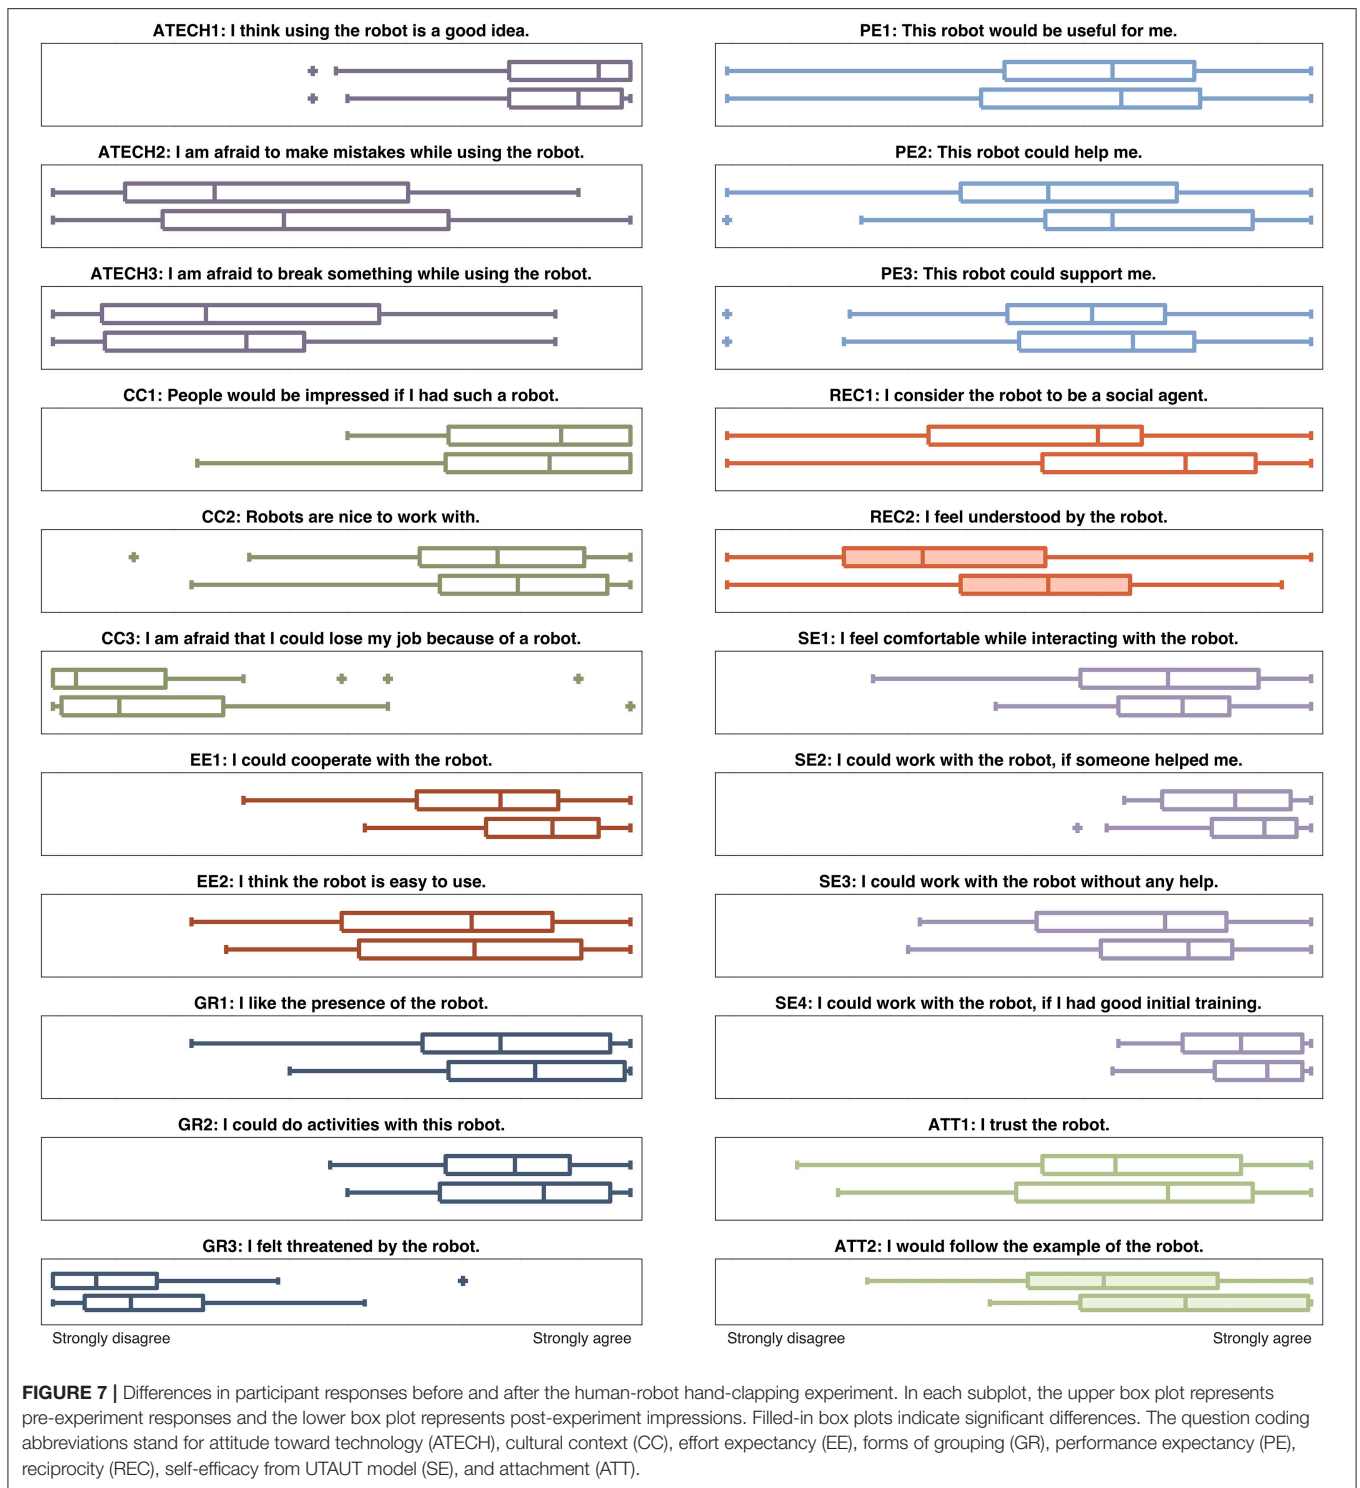 ATECH1: I think using the robot is a good idea.
ATECH2: I am afraid to make mistakes while using the robot.
ATECH3: I am afraid to break something while using the robot.
CC1: People would be impressed if I had such a robot.
CC2: Robots are nice to work with.
CC3: I am afraid that I could lose my job because of a robot.
EE1: I could cooperate with the robot.
EE2: I think the robot is easy to use.
GR1: I like the presence of the robot.
GR2: I could do activities with this robot.
GR3: I felt threatened by the robot.
Strongly disagree Strongly agree
PE1: This robot would be useful for me.
PE2: This robot could help me.
PE3: This robot could support me.
REC1: I consider the robot to be a social agent.
REC2: I feel understood by the robot.
SE1: I feel comfortable while interacting with the robot.
SE2: I could work with the robot, if someone helped me.
SE3: I could work with the robot without any help.
SE4: I could work with the robot, if I had good initial training.
ATT1: I trust the robot.
ATT2: I would follow the example of the robot.
Strongly disagree Strongly agree
FIGURE 7 | Differences in participant responses before and after the human-robot hand-clapping experiment. In each subplot, the upper box plot represents
pre-experiment responses and the lower box plot represents post-experiment impressions. Filled-in box plots indicate significant differences. The question coding
abbreviations stand for attitude toward technology (ATECH), cultural context (CC), effort expectancy (EE), forms of grouping (GR), performance expectancy (PE),
reciprocity (REC), self-efficacy from UTAUT model (SE), and attachment (ATT).